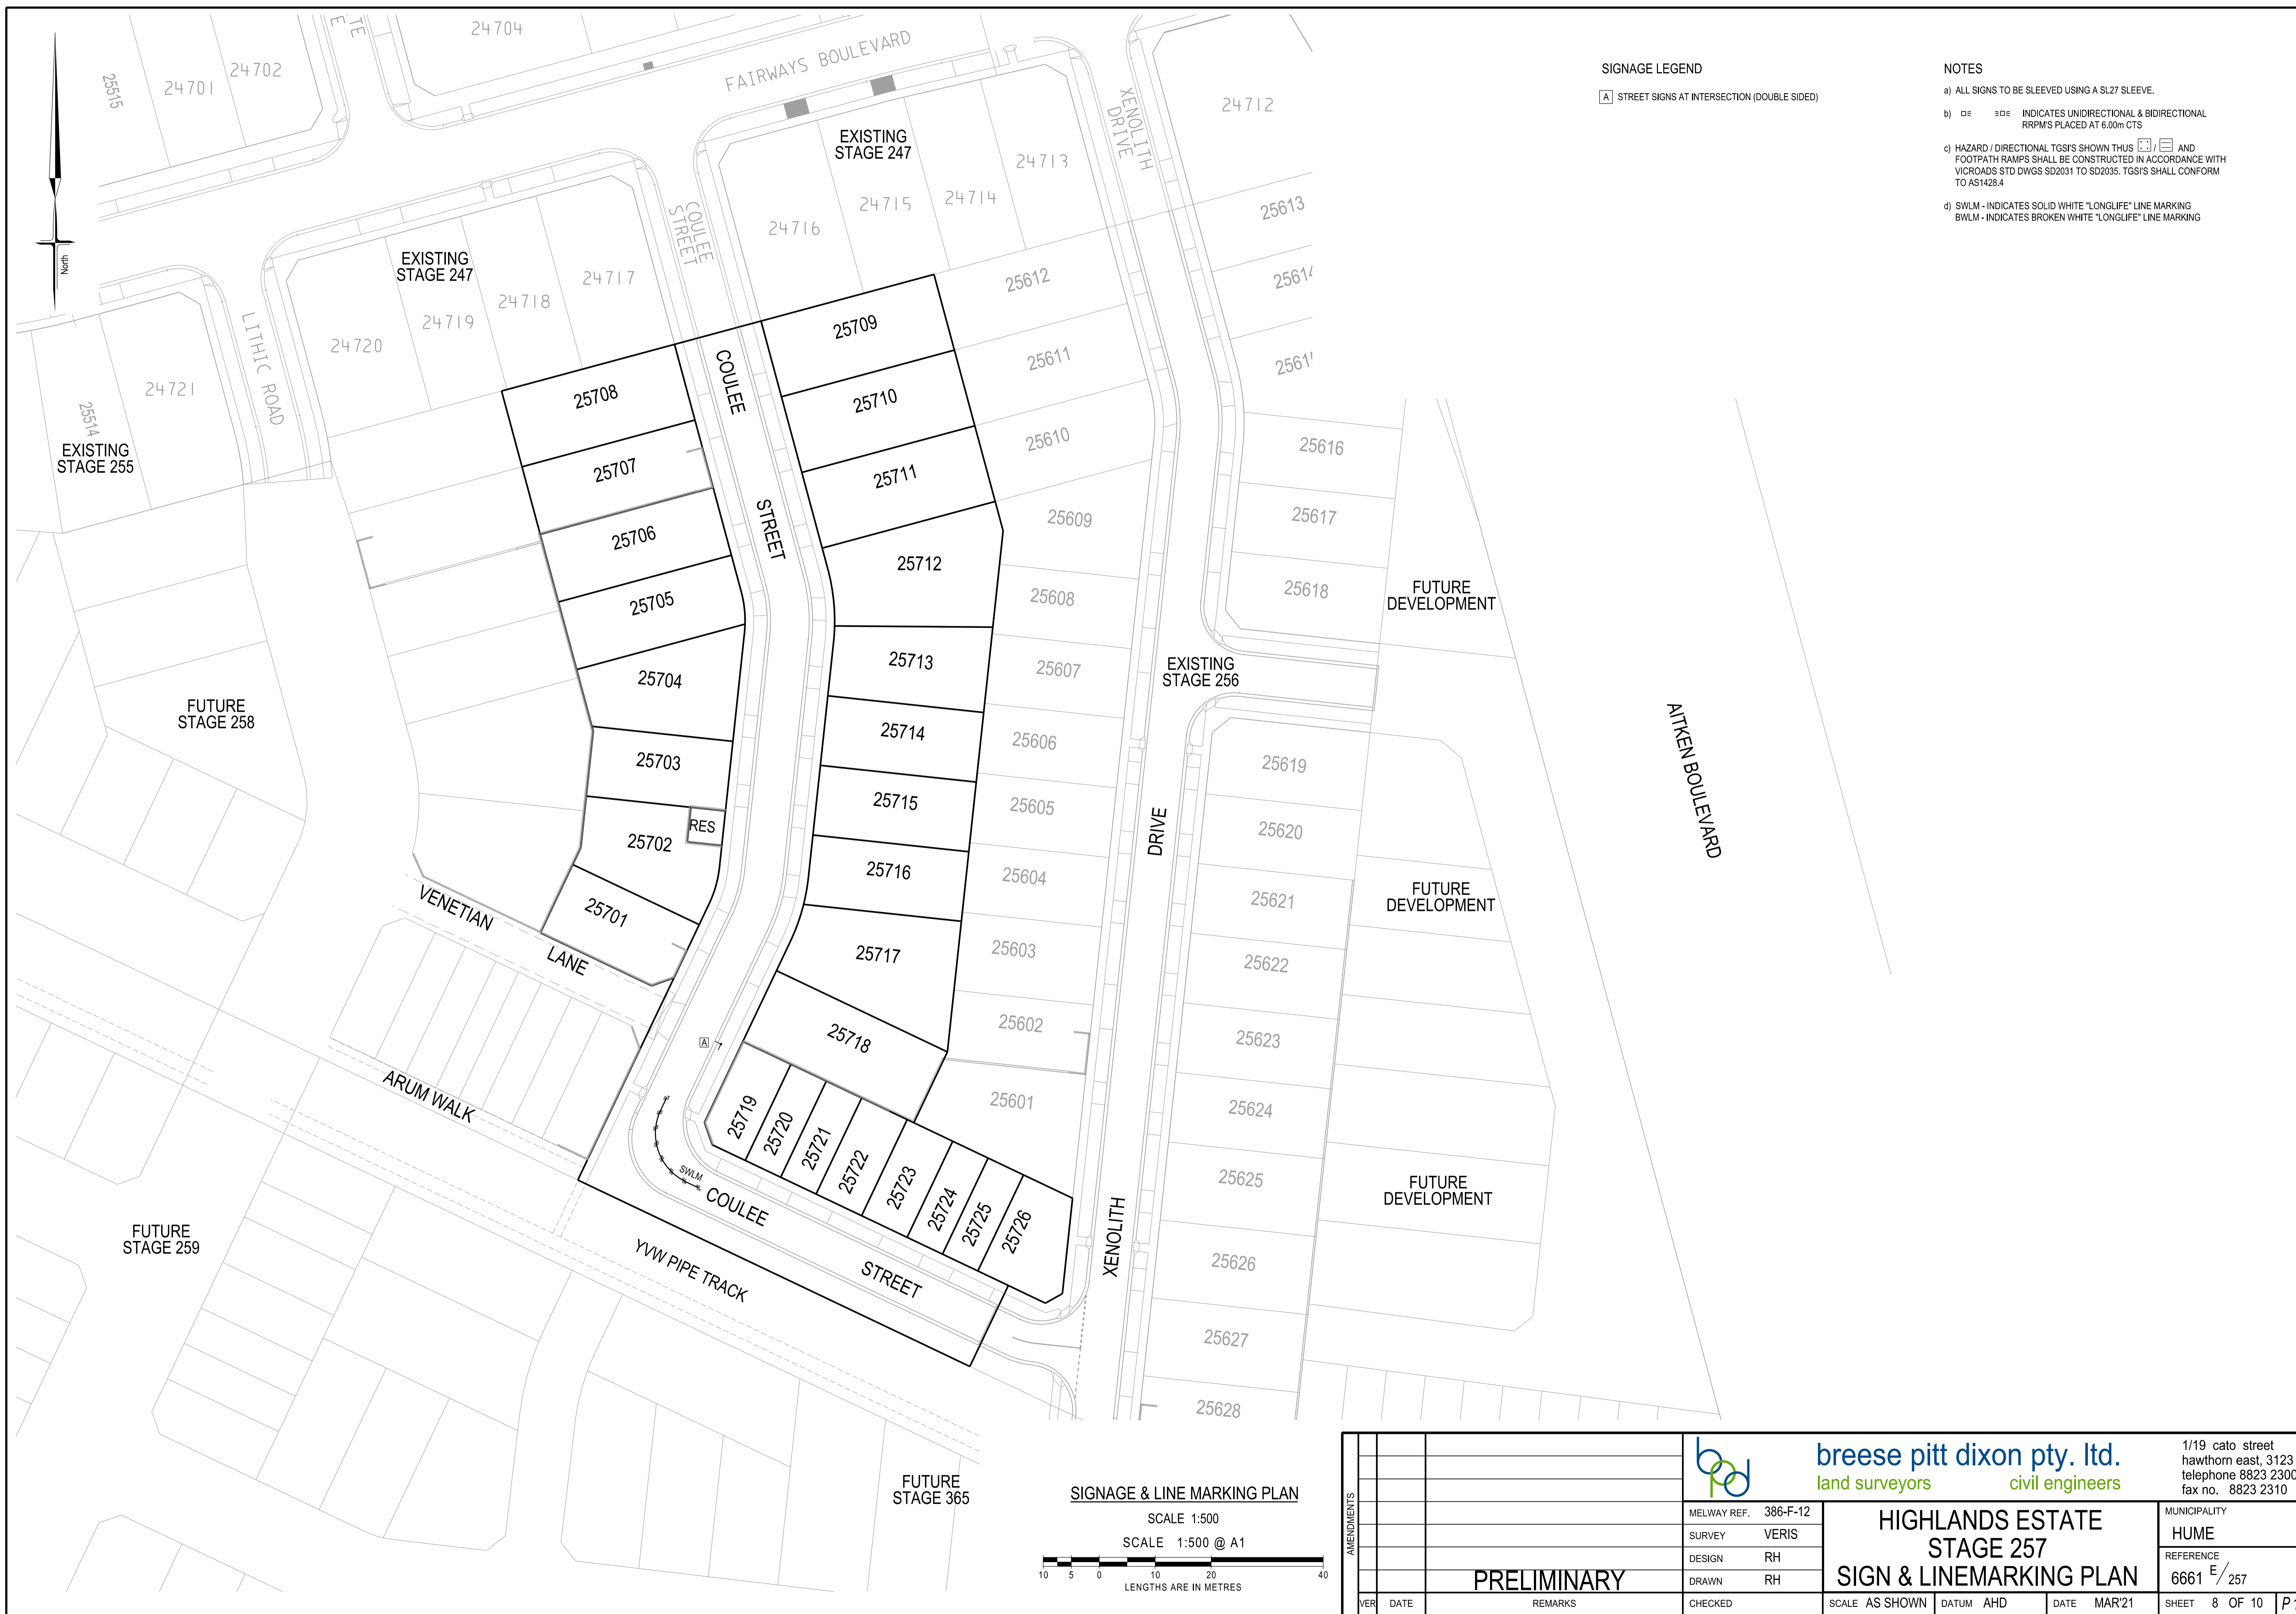 SIGNAGE LEGEND
A STREET SIGNS AT INTERSECTION (DOUBLE SIDED)
NOTES
a) ALL SIGNS TO BE SLEEVED USING A SL27 SLEEVE.
b) INDICATES UNIDIRECTIONAL & BIDIRECTIONAL
RRPM'S PLACED AT 6.00m CTS
c) HAZARD / DIRECTIONAL TGSI'S SHOWN THUS / AND
FOOTPATH RAMPS SHALL BE CONSTRUCTED IN ACCORDANCE WITH
VICROADS STD DWGS SD2031 TO SD2035. TGSI'S SHALL CONFORM
TO AS1428.4
d) SWLM - INDICATES SOLID WHITE "LONGLIFE" LINE MARKING
BWLM - INDICATES BROKEN WHITE "LONGLIFE" LINE MARKING
North
25515
24701
24702
24704
FAIRWAYS BOULEVARD
XENOLITH
DRIVE
24712
EXISTING
STAGE 247
24713
24714
24715
24716
COULEE
STREET
EXISTING
STAGE 247
24717
24718
24719
24720
LITHIC ROAD
24721
25514
EXISTING
STAGE 255
25613
25612
25611
25610
25609
25608
25607
25606
25605
25604
25603
25602
25601
25616
25617
25618
25619
25620
25621
25622
25623
25624
25625
25626
25627
25628
25709
25710
25711
25712
25713
25714
25715
25716
25717
25718
25719
25720
25721
25722
25723
25724
25725
25726
25708
25707
25706
25705
25704
25703
RES
25702
25701
COULEE
STREET
VENETIAN
LANE
ARUM WALK
A
SWLM
COULEE
STREET
YVW PIPE TRACK
XENOLITH
DRIVE
EXISTING
STAGE 256
FUTURE
DEVELOPMENT
FUTURE
DEVELOPMENT
FUTURE
DEVELOPMENT
AITKEN BOULEVARD
FUTURE
STAGE 258
FUTURE
STAGE 259
FUTURE
STAGE 365
SIGNAGE & LINE MARKING PLAN
SCALE 1:500
SCALE 1:500 @ A1
10 5 0 10 20 40
LENGTHS ARE IN METRES
AMENDMENTS
PRELIMINARY
VER DATE REMARKS
bpd
breese pitt dixon pty. ltd.
land surveyors civil engineers
1/19 cato street
hawthorn east, 3123
telephone 8823 2300
fax no. 8823 2310
MELWAY REF. 386-F-12
SURVEY VERIS
DESIGN RH
DRAWN RH
CHECKED
HIGHLANDS ESTATE
STAGE 257
SIGN & LINEMARKING PLAN
SCALE AS SHOWN DATUM AHD DATE MAR'21
MUNICIPALITY
HUME
REFERENCE
6661 E/257
SHEET 8 OF 10